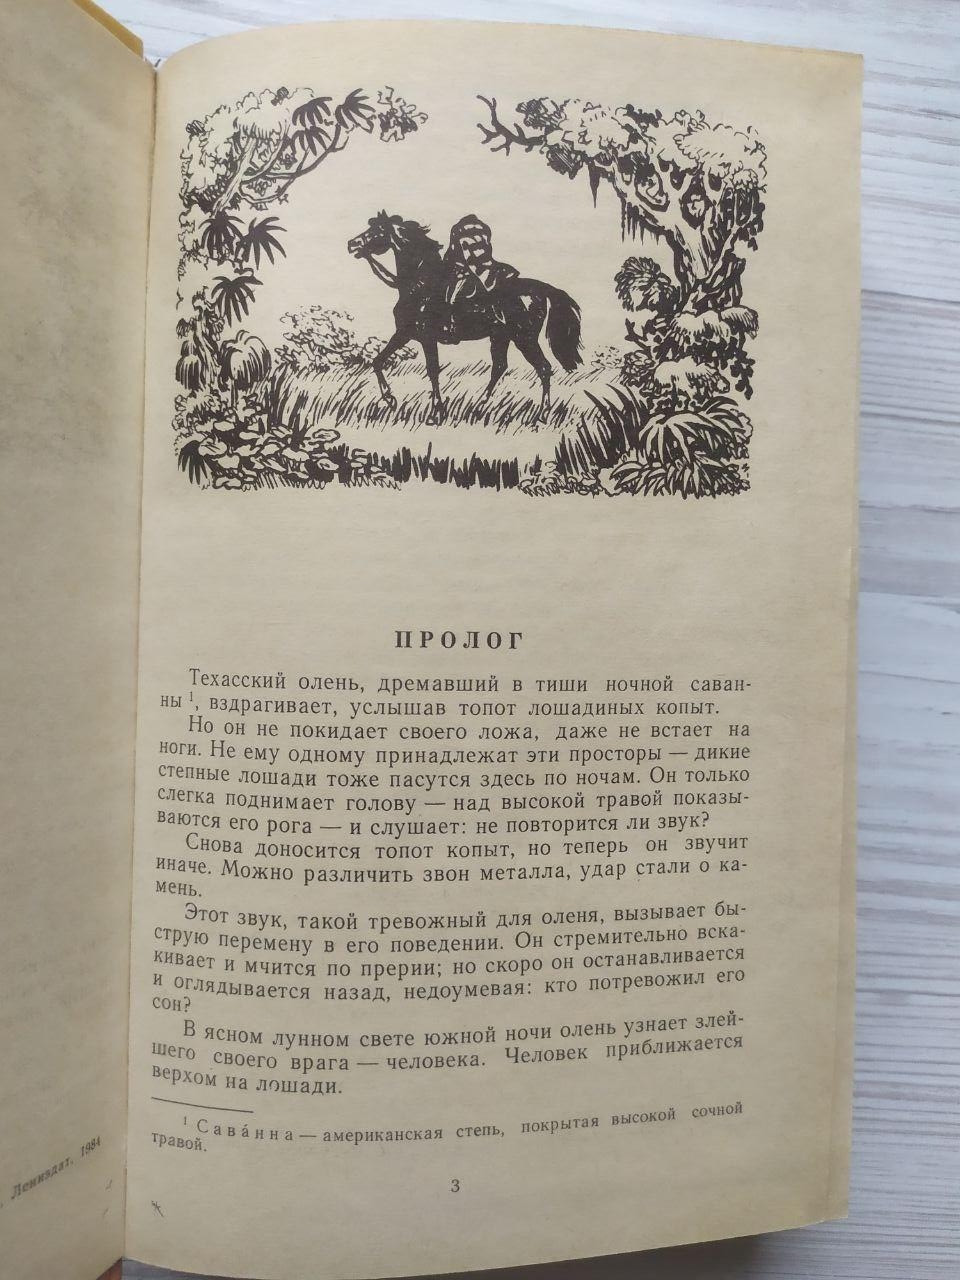 ПРОЛОГ
Техасский олень, дремавший в тиши ночной саван-
ны 1, вздрагивает, услышав топот лошадиных копыт.
Но он не покидает своего ложа, даже не встает на
ноги. Не ему одному принадлежат эти просторы — дикие
степные лошади тоже пасутся здесь по ночам. Он только
слегка поднимает голову — над высокой травой показы-
ваются его рога — и слушает: не повторится ли звук?
Снова доносится топот копыт, но теперь он звучит
иначе. Можно различить звон металла, удар стали о ка-
мень.
Этот звук, такой тревожный для оленя, вызывает бы-
струю перемену в его поведении. Он стремительно вска-
кивает и мчится по прерии; но скоро он останавливается
и оглядывается назад, недоумевая: кто потревожил его
сон?
В ясном лунном свете южной ночи олень узнает злей-
шего своего врага — человека. Человек приближается
верхом на лошади.
1 Савáнна — американская степь, покрытая высокой сочной
травой.
3
Лениздат, 1984